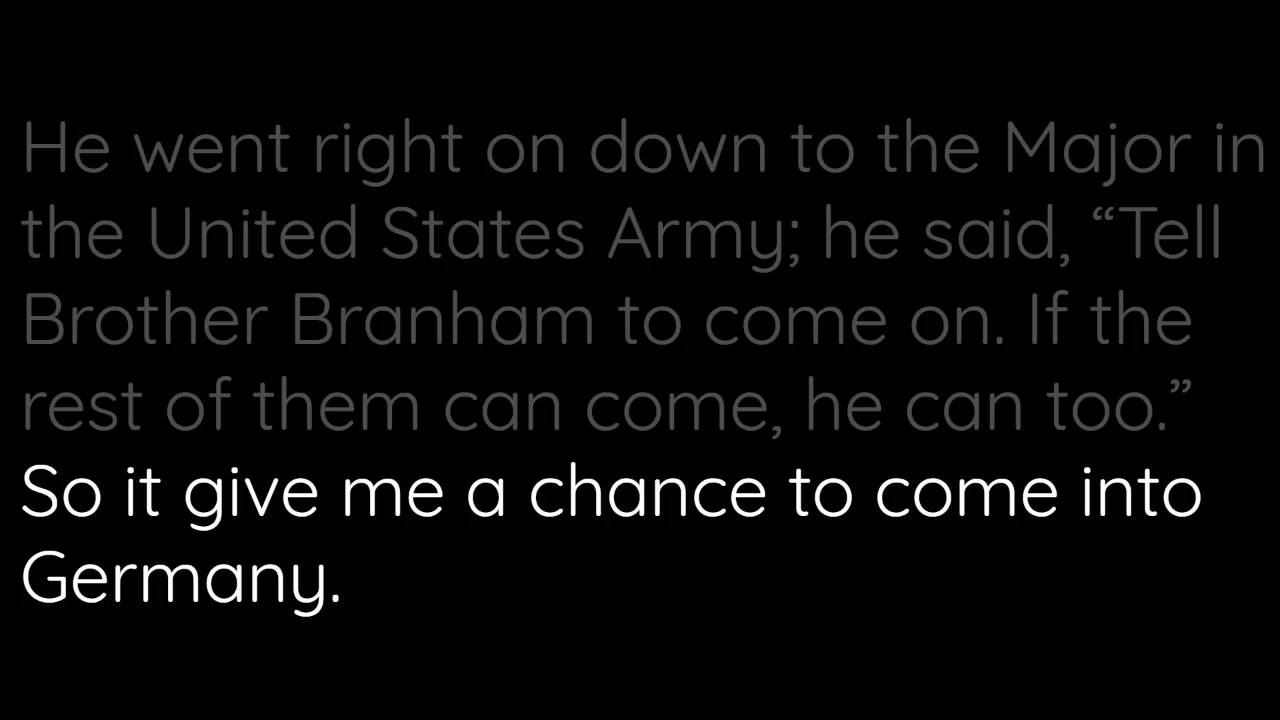 He went right on down to the Major in
the United States Army; he said, “Tell
Brother Branham to come on. If the
rest of them can come, he can too.”
So it give me a chance to come into
Germany.